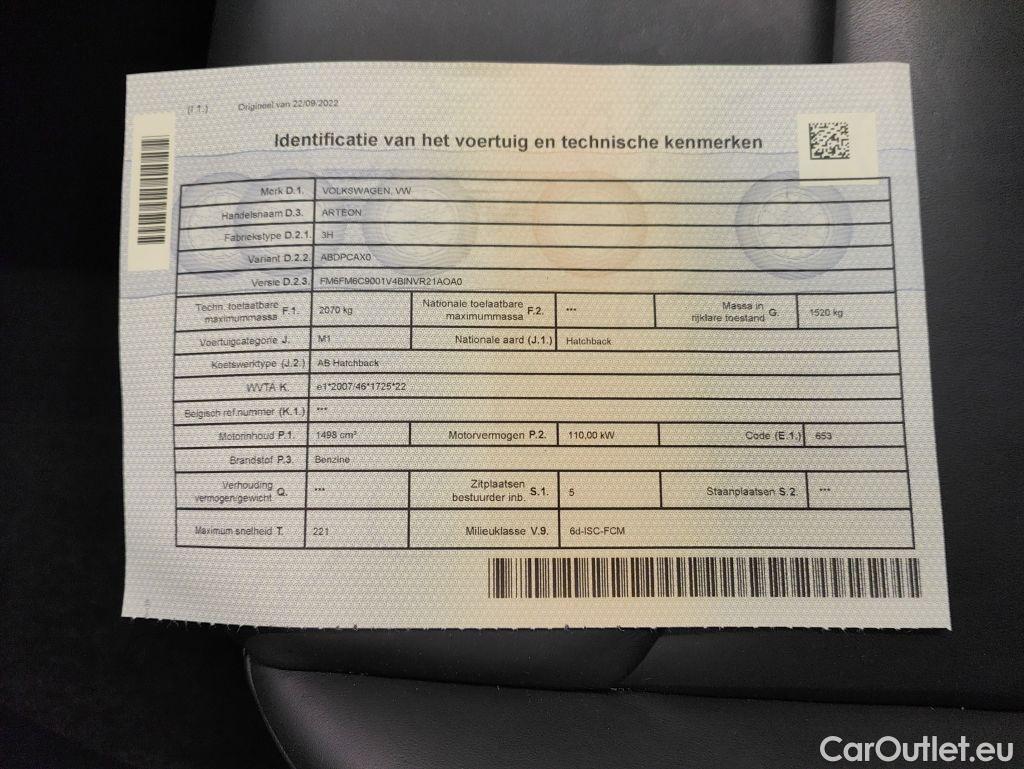 (I.1.) Origineel van 22/09/2022
Identificatie van het voertuig en technische kenmerken
Merk D.1. VOLKSWAGEN, VW
Handelsnaam D.3. ARTEON
Fabriekstype D.2.1. 3H
Variant D.2.2. ABDPCAX0
Versie D.2.3. FM6FM6C9001V4BINVR21AOA0
Techn. toelaatbare maximummassa F.1. 2070 kg Nationale toelaatbare maximummassa F.2. *** Massa in rijklare toestand G. 1520 kg
Voertuigcategorie J. M1 Nationale aard (J.1.) Hatchback
Koetswerktype (J.2.) AB Hatchback
WVTA K. e1*2007/46*1725*22
Belgisch ref.nummer (K.1.) ***
Motorinhoud P.1. 1498 cm³ Motorvermogen P.2. 110,00 kW Code (E.1.) 653
Brandstof P.3. Benzine
Verhouding vermogen/gewicht Q. *** Zitplaatsen bestuurder inb. S.1. 5 Staanplaatsen S.2. ***
Maximum snelheid T. 221 Milieuklasse V.9. 6d-ISC-FCM
CarOutlet.eu